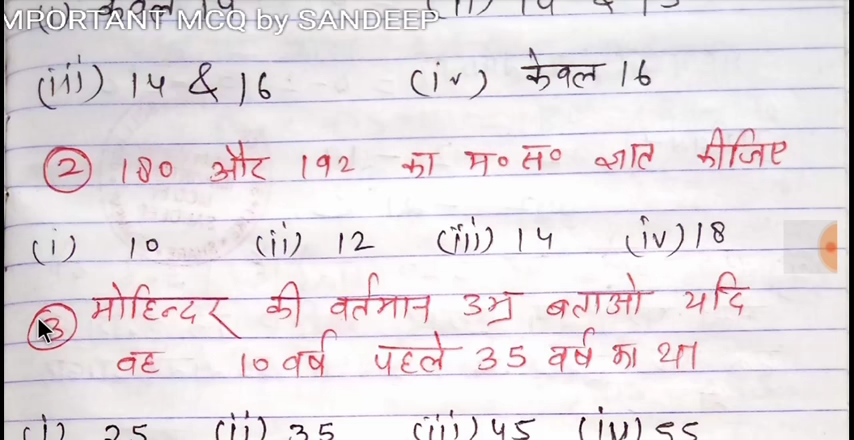 MPORTANT MCQ by SANDEEP
(iii) 14 & 16 (iv) केवल 16
② 180 और 192 का म० स० ज्ञात कीजिए
(i) 10 (ii) 12 (iii) 14 (iv) 18
③ मोहिन्दर की वर्तमान उम्र बताओ यदि
वह 10 वर्ष पहले 35 वर्ष का था
(i) 25 (ii) 35 (iii) 45 (iv) 55